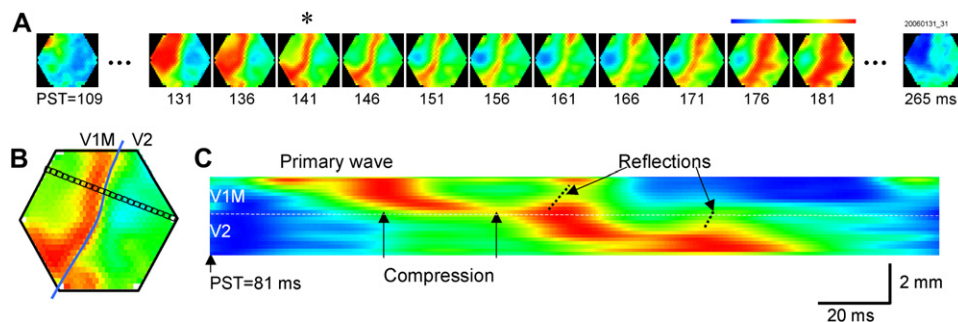 A
*
20060131_31
... ...
PST=109 131 136 141 146 151 156 161 166 171 176 181 265 ms
B
V1M V2
C
Primary wave Reflections
V1M
V2
Compression
PST=81 ms
2 mm
20 ms